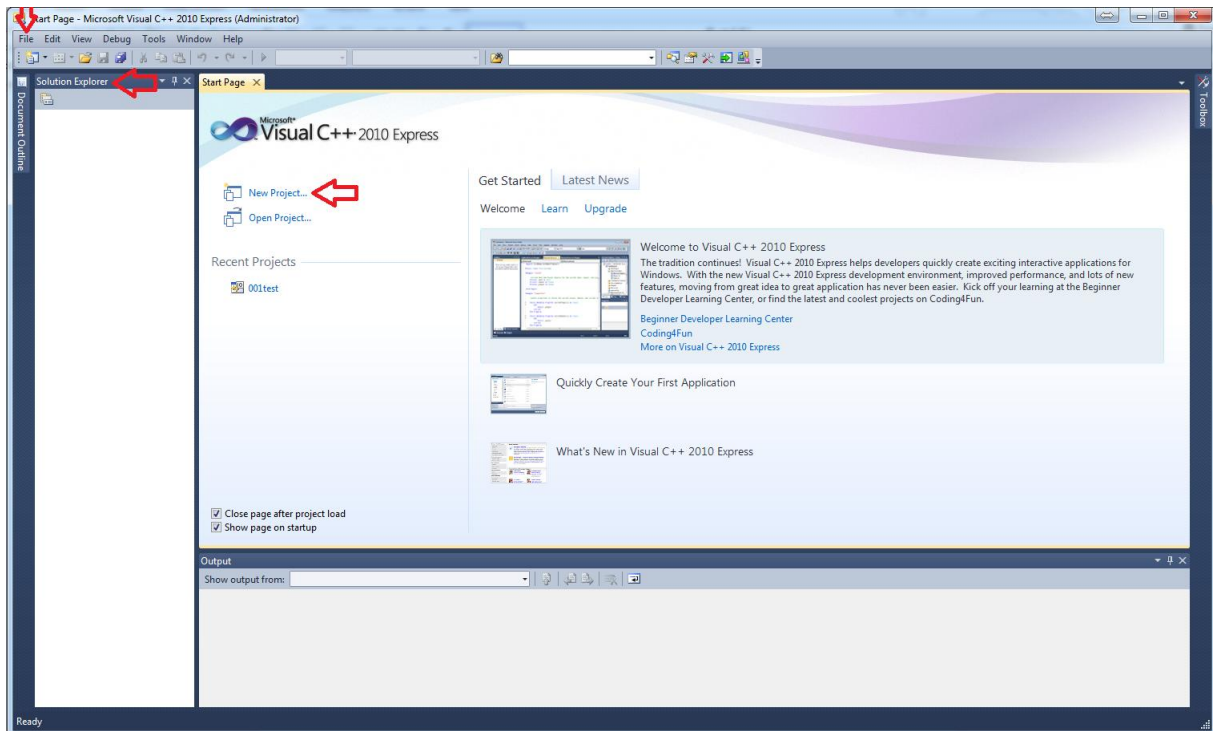 Start Page - Microsoft Visual C++ 2010 Express (Administrator)
File Edit View Debug Tools Window Help
Solution Explorer
Start Page
Document Outline
Toolbox
Microsoft
Visual C++ 2010 Express
New Project...
Open Project...
Recent Projects
001test
Close page after project load
Show page on startup
Get Started Latest News
Welcome Learn Upgrade
Welcome to Visual C++ 2010 Express
The tradition continues! Visual C++ 2010 Express helps developers quickly create exciting interactive applications for
Windows. With the new Visual C++ 2010 Express development environment, improved performance, and lots of new
features, moving from great idea to great application has never been easier. Kick off your learning at the Beginner
Developer Learning Center, or find the latest and coolest projects on Coding4Fun.
Beginner Developer Learning Center
Coding4Fun
More on Visual C++ 2010 Express
Quickly Create Your First Application
What's New in Visual C++ 2010 Express
Output
Show output from:
Ready